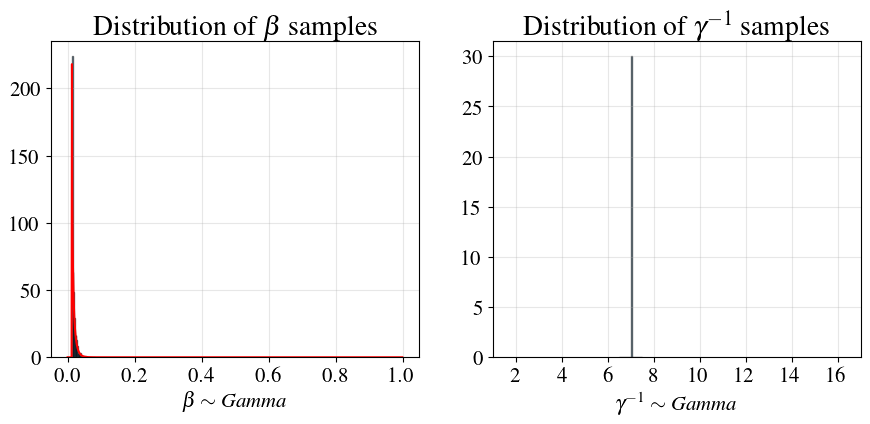 Distribution of β samples
Distribution of γ⁻¹ samples
200
150
100
50
0
0.0 0.2 0.4 0.6 0.8 1.0
β ~ Gamma
30
25
20
15
10
5
0
2 4 6 8 10 12 14 16
γ⁻¹ ~ Gamma